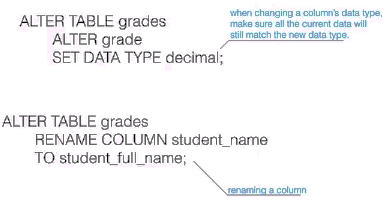 ALTER TABLE grades
ALTER grade
SET DATA TYPE decimal;
when changing a column's data type,
make sure all the current data will
still match the new data type.
ALTER TABLE grades
RENAME COLUMN student_name
TO student_full_name;
renaming a column